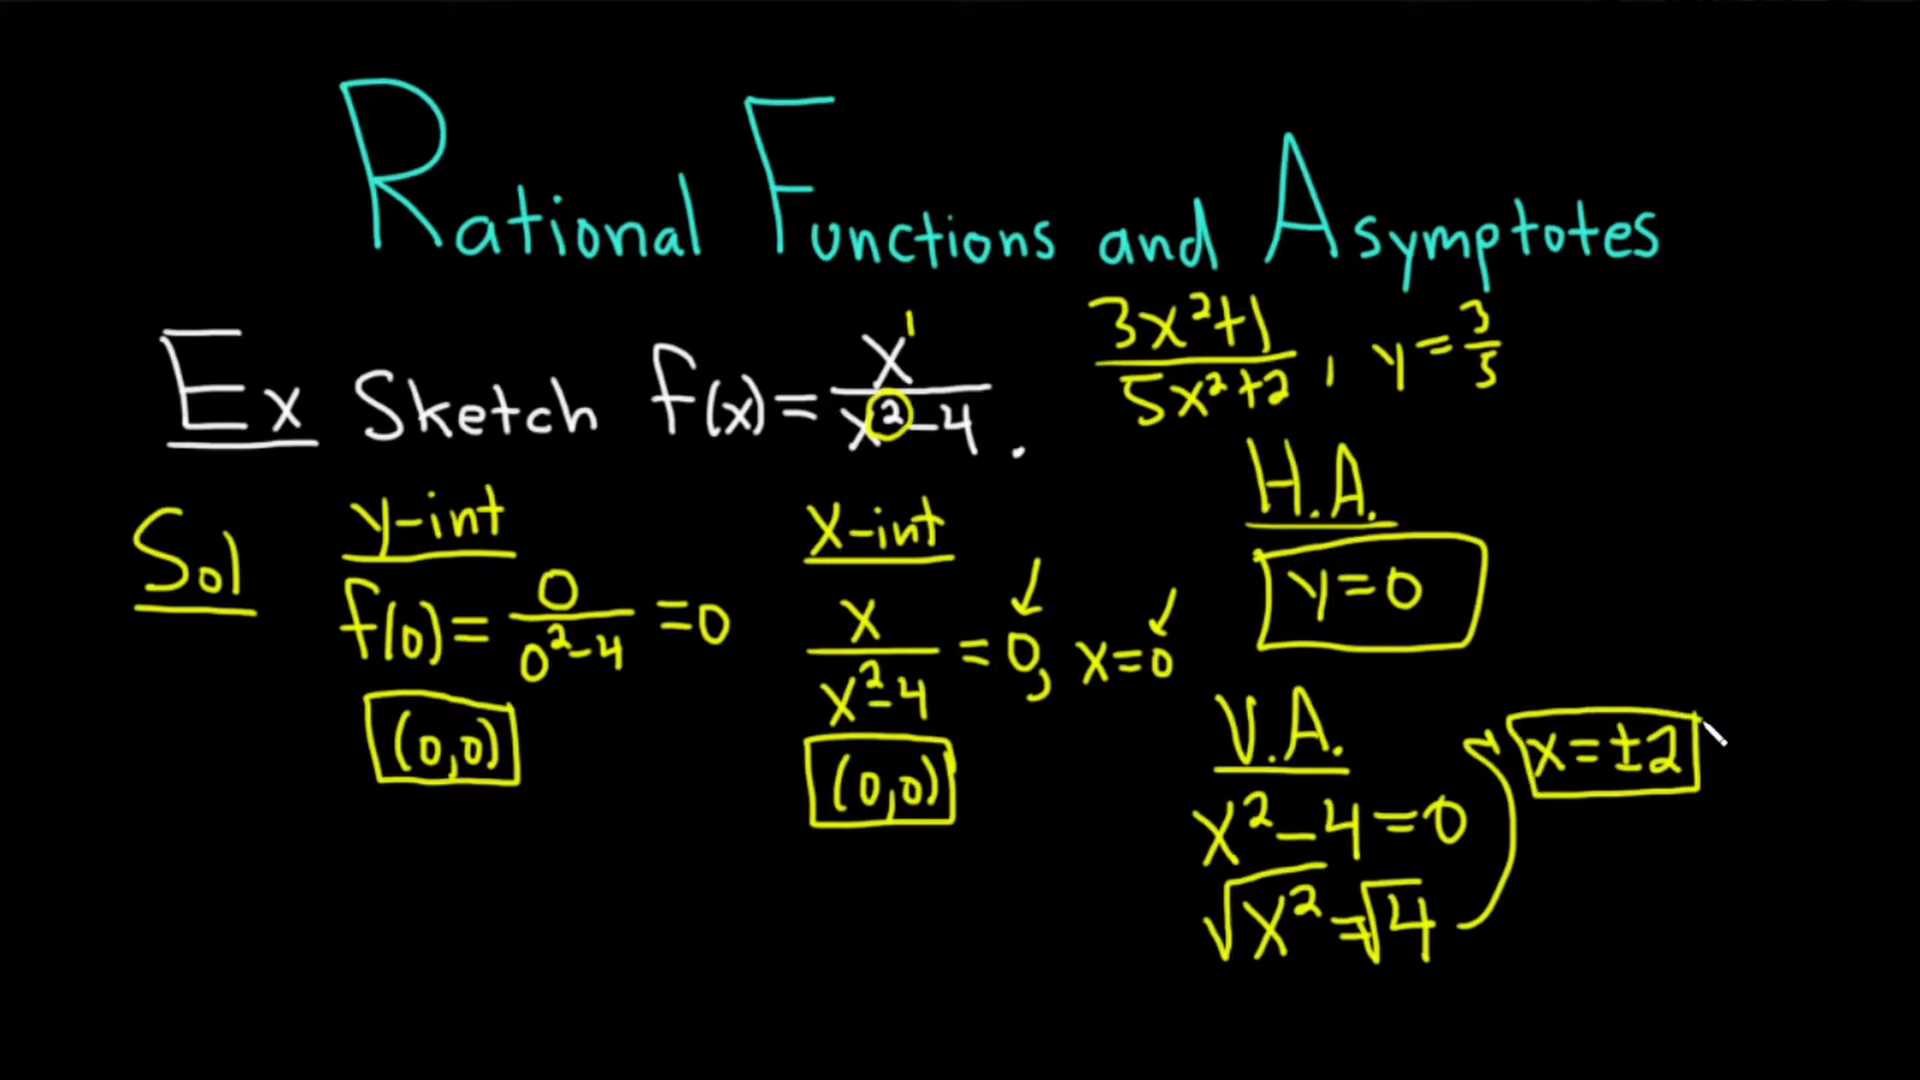 Rational Functions and Asymptotes
Ex Sketch f(x) = x¹/(x²-4).
3x²+1/(5x²+2), y = 3/5
Sol
y-int
f(0) = 0/(0²-4) = 0
(0,0)
x-int
x/(x²-4) = 0, x=0
(0,0)
H.A.
y=0
V.A.
x²-4=0
√x² = √4
x=±2